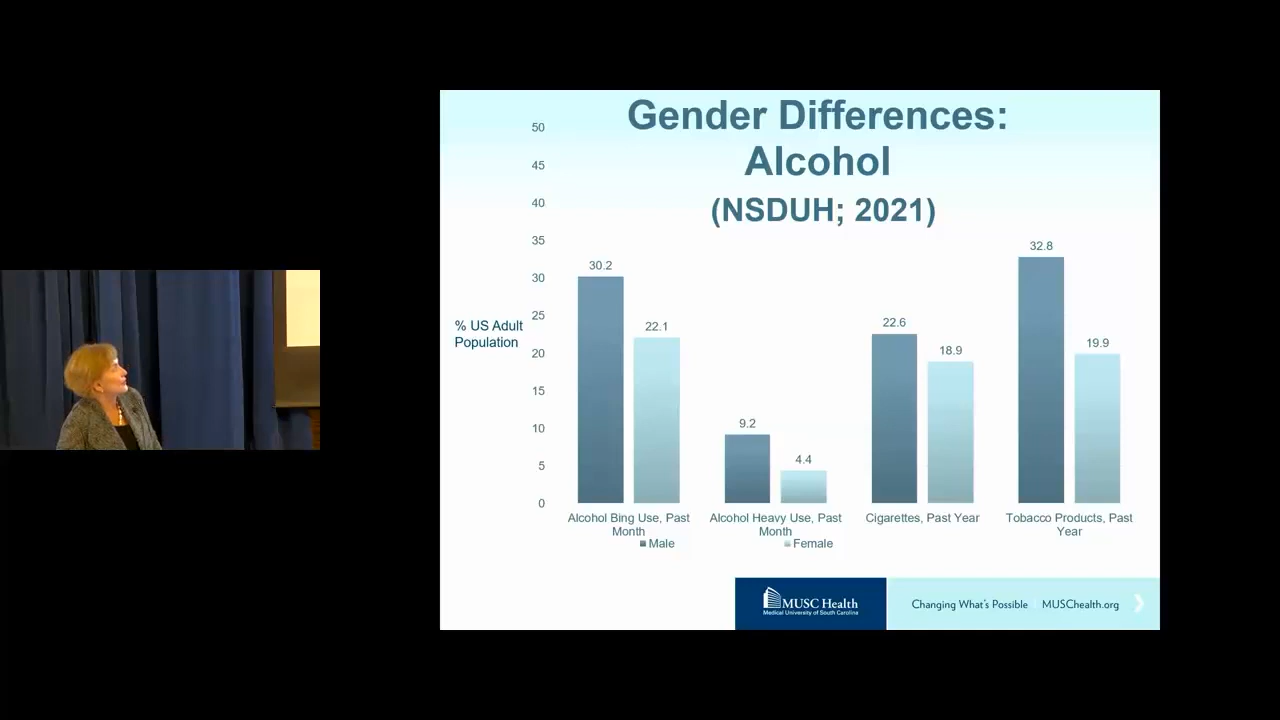 Gender Differences:
Alcohol
(NSDUH; 2021)
50
45
40
35
30
25
20
15
10
5
0
% US Adult
Population
30.2
22.1
9.2
4.4
22.6
18.9
32.8
19.9
Alcohol Bing Use, Past
Month
Alcohol Heavy Use, Past
Month
Cigarettes, Past Year
Tobacco Products, Past
Year
Male
Female
MUSC Health
Medical University of South Carolina
Changing What's Possible
MUSChealth.org